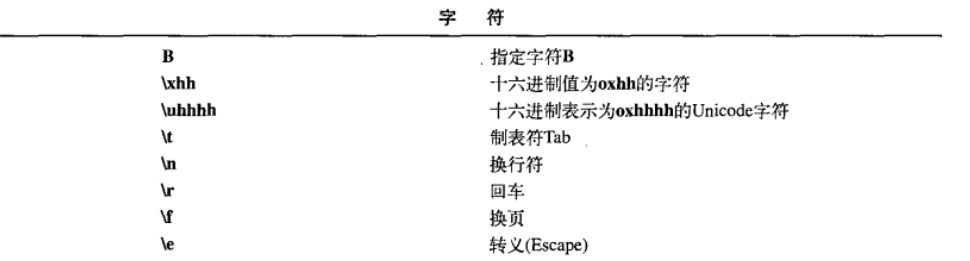 字 符
B 指定字符B
\xhh 十六进制值为oxhh的字符
\uhhhh 十六进制表示为oxhhhh的Unicode字符
\t 制表符Tab
\n 换行符
\r 回车
\f 换页
\e 转义(Escape)